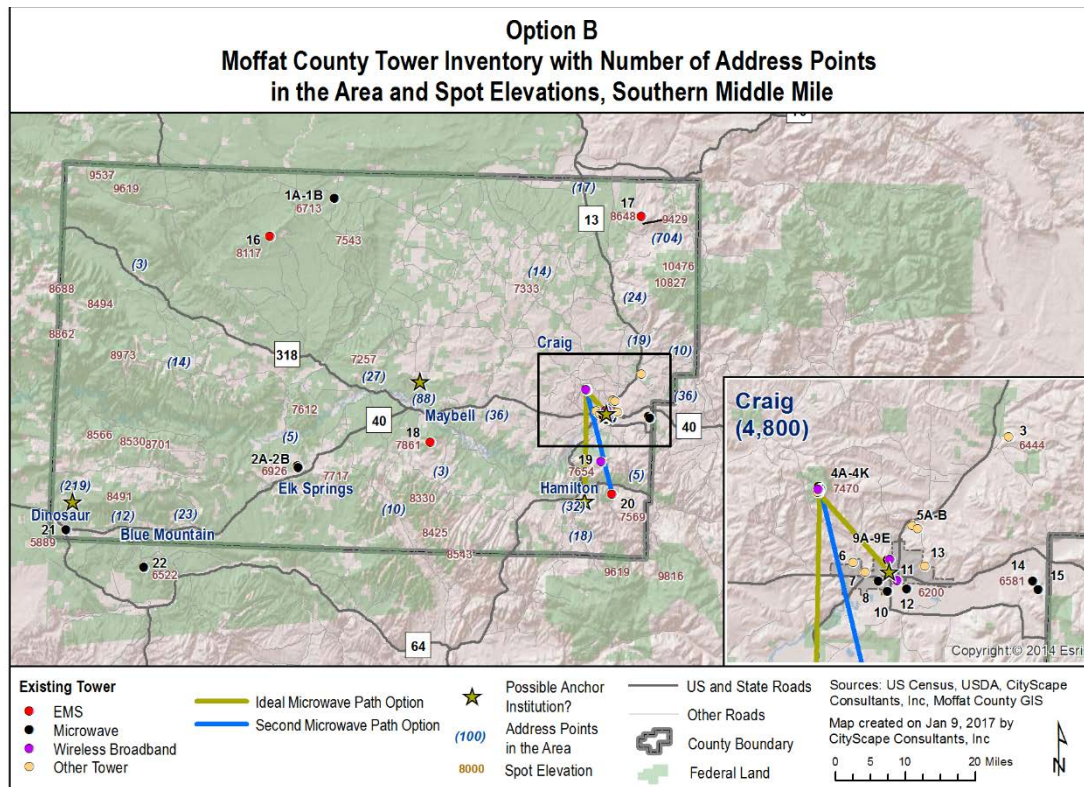 Option B
Moffat County Tower Inventory with Number of Address Points
in the Area and Spot Elevations, Southern Middle Mile
9537
9619
1A-1B
6713
(17)
17
13
8648
9429
16
8117
7543
(704)
(3)
(14)
7333
10476
10827
8688
8494
(24)
8862
8973
Craig
(19)
(10)
318
(14)
7257
(27)
(88)
Maybell
(36)
(36)
7612
40
40
8566
8530
8701
(5)
18
7861
2A-2B
6926
7717
(3)
19
7654
(5)
Elk Springs
(219)
8491
8330
Hamilton
20
Dinosaur
(12)
(23)
(10)
(32)
7569
21
Blue Mountain
8425
(18)
5889
8543
22
6522
9619
9816
64
Craig
(4,800)
3
6444
4A-4K
7470
5A-B
9A-9E
6
13
11
14
7
6581
15
6200
8
10
12
Copyright:© 2014 Esri
Existing Tower
EMS
Microwave
Wireless Broadband
Other Tower
Ideal Microwave Path Option
Second Microwave Path Option
Possible Anchor
Institution?
(100)
Address Points
in the Area
8000
Spot Elevation
US and State Roads
Other Roads
County Boundary
Federal Land
Sources: US Census, USDA, CityScape
Consultants, Inc, Moffat County GIS
Map created on Jan 9, 2017 by
CityScape Consultants, Inc
0
5
10
20 Miles
N